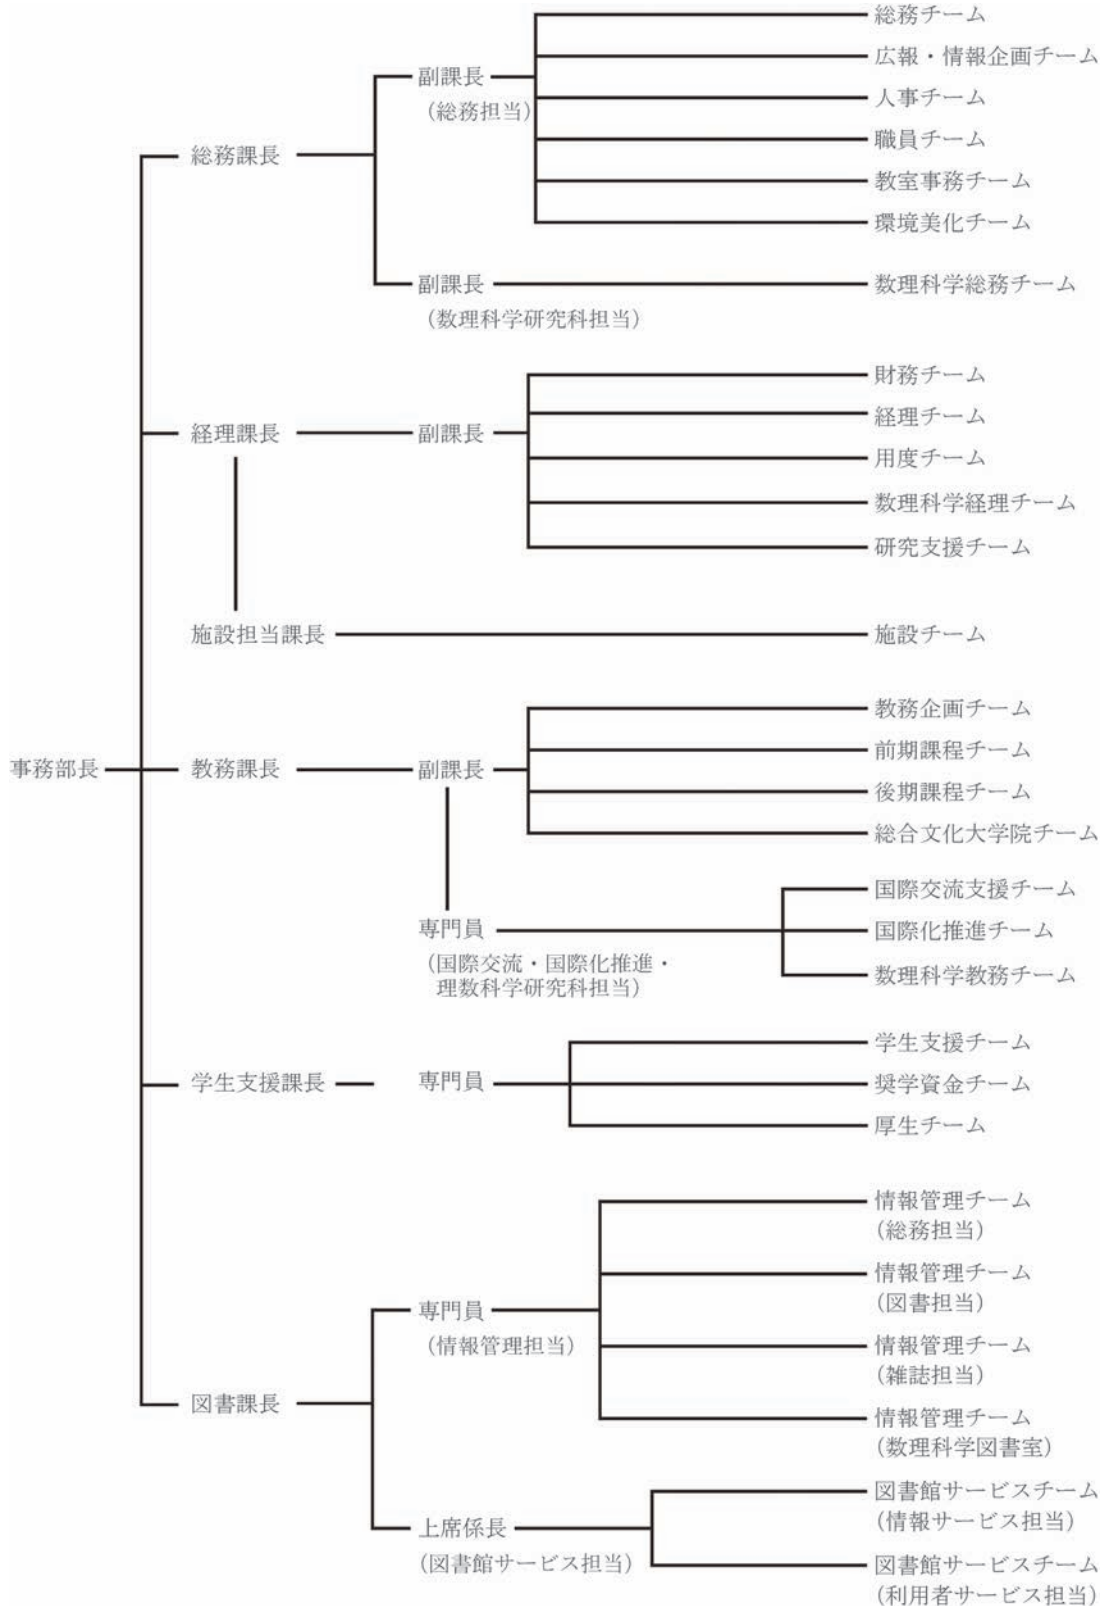 事務部長
総務課長
副課長
（総務担当）
総務チーム
広報・情報企画チーム
人事チーム
職員チーム
教室事務チーム
環境美化チーム
副課長
（数理科学研究科担当）
数理科学総務チーム
経理課長
副課長
財務チーム
経理チーム
用度チーム
数理科学経理チーム
研究支援チーム
施設担当課長
施設チーム
教務課長
副課長
教務企画チーム
前期課程チーム
後期課程チーム
総合文化大学院チーム
専門員
（国際交流・国際化推進・
理数科学研究科担当）
国際交流支援チーム
国際化推進チーム
数理科学教務チーム
学生支援課長
専門員
学生支援チーム
奨学資金チーム
厚生チーム
図書課長
専門員
（情報管理担当）
情報管理チーム
（総務担当）
情報管理チーム
（図書担当）
情報管理チーム
（雑誌担当）
情報管理チーム
（数理科学図書室）
上席係長
（図書館サービス担当）
図書館サービスチーム
（情報サービス担当）
図書館サービスチーム
（利用者サービス担当）